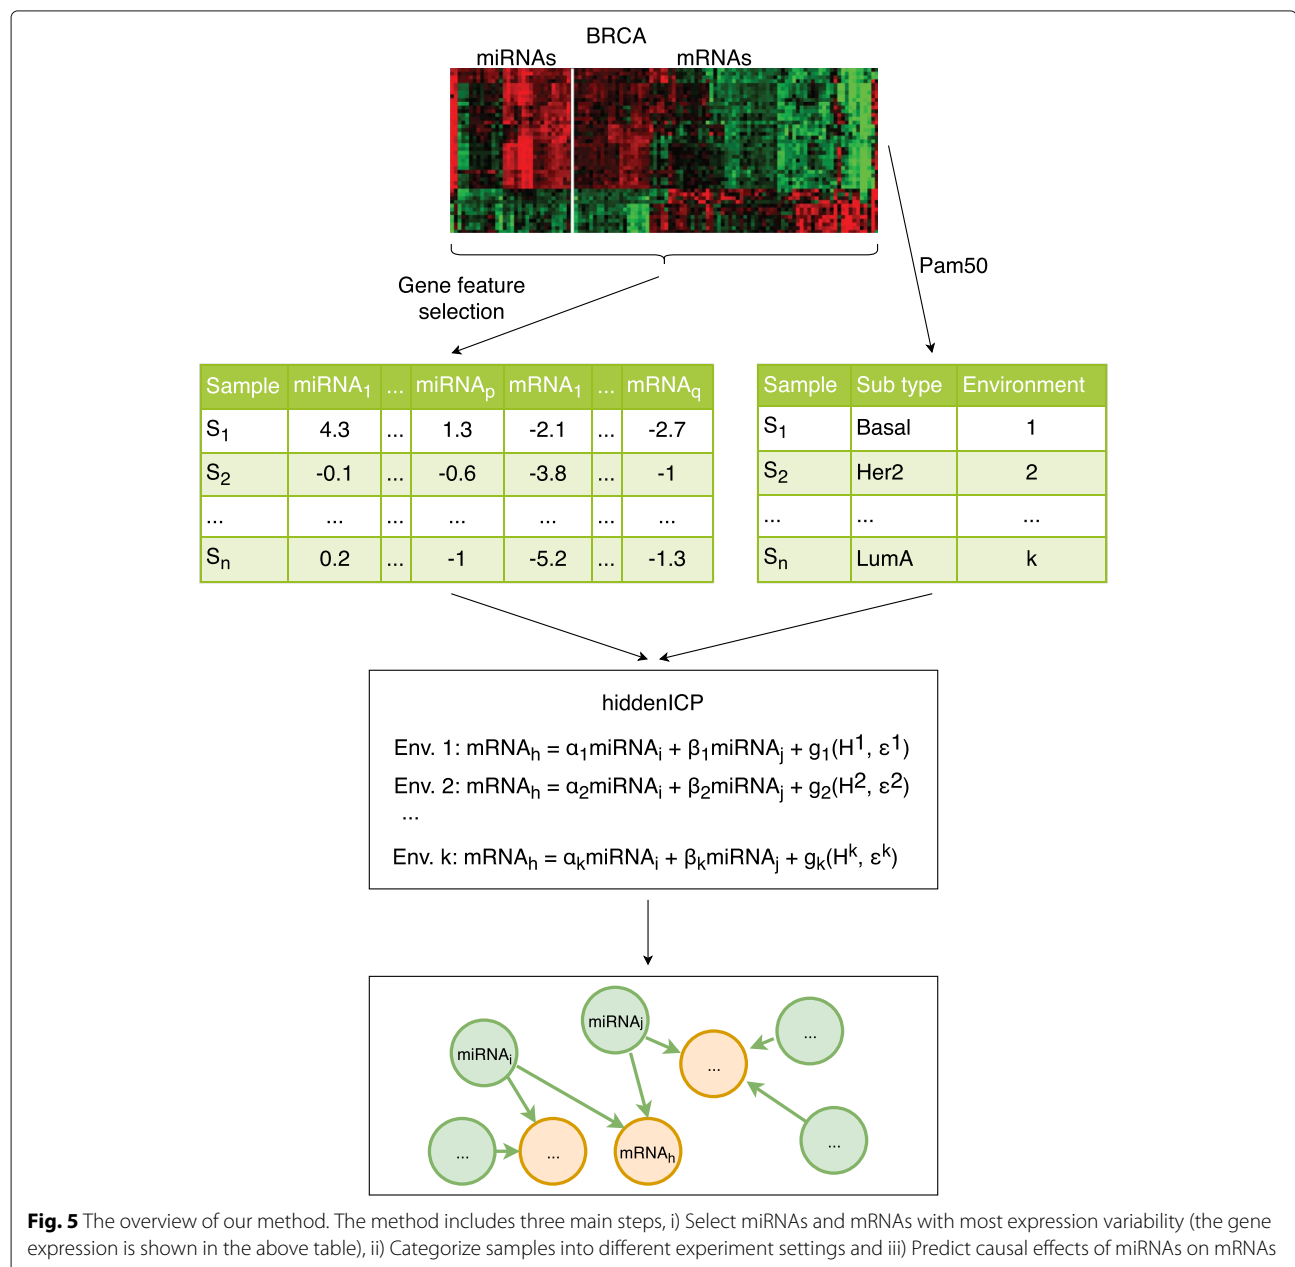 BRCA
miRNAs mRNAs
Pam50
Gene feature
selection
Sample miRNA1 ... miRNAp mRNA1 ... mRNAq
S1 4.3 ... 1.3 -2.1 ... -2.7
S2 -0.1 ... -0.6 -3.8 ... -1
... ... ... ... ... ... ...
Sn 0.2 ... -1 -5.2 ... -1.3
Sample Sub type Environment
S1 Basal 1
S2 Her2 2
... ... ...
Sn LumA k
hiddenICP
Env. 1: mRNAh = α1miRNAi + β1miRNAj + g1(H1, ε1)
Env. 2: mRNAh = α2miRNAi + β2miRNAj + g2(H2, ε2)
...
Env. k: mRNAh = αkmiRNAi + βkmiRNAj + gk(Hk, εk)
miRNAj
...
miRNAi
...
...
...
...
mRNAh
Fig. 5 The overview of our method. The method includes three main steps, i) Select miRNAs and mRNAs with most expression variability (the gene
expression is shown in the above table), ii) Categorize samples into different experiment settings and iii) Predict causal effects of miRNAs on mRNAs